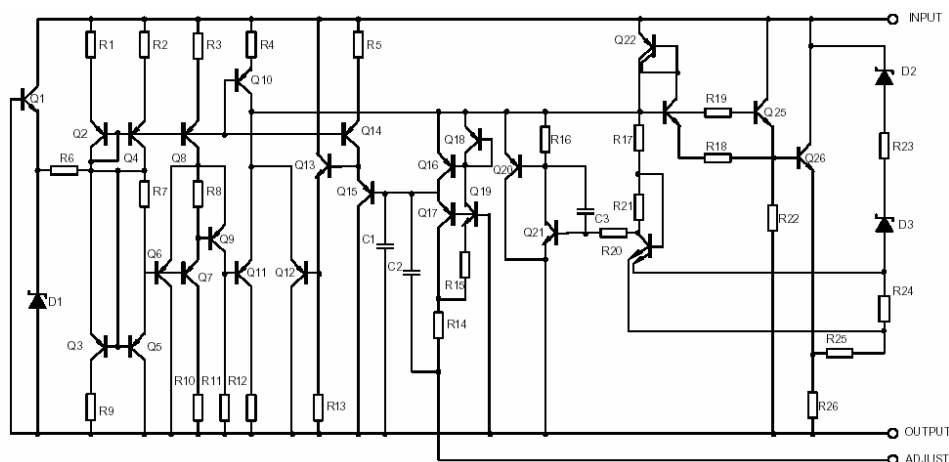 INPUT
R1
R2
R3
R4
R5
Q22
D2
Q10
Q1
R19
Q25
Q2
Q4
Q8
Q14
Q18
R16
R17
R23
R18
Q26
R6
Q13
Q16
Q20
R7
R8
Q15
Q19
R21
Q17
C3
R22
D3
Q9
C1
Q21
R20
Q6
Q7
Q11
Q12
C2
R15
R24
D1
R14
Q3
Q5
R25
R10
R11
R12
R9
R13
R26
OUTPUT
ADJUST